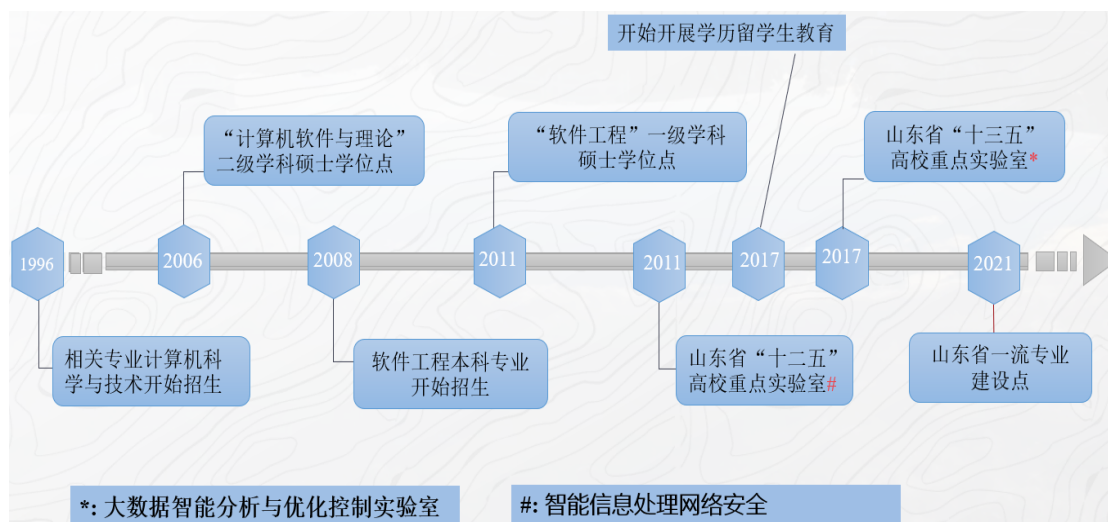 开始开展学历留学生教育
“计算机软件与理论”
二级学科硕士学位点
“软件工程”一级学科
硕士学位点
山东省“十三五”
高校重点实验室*
1996
2006
2008
2011
2011
2017
2017
2021
相关专业计算机科
学与技术开始招生
软件工程本科专业
开始招生
山东省“十二五”
高校重点实验室#
山东省一流专业
建设点
*: 大数据智能分析与优化控制实验室
#: 智能信息处理网络安全